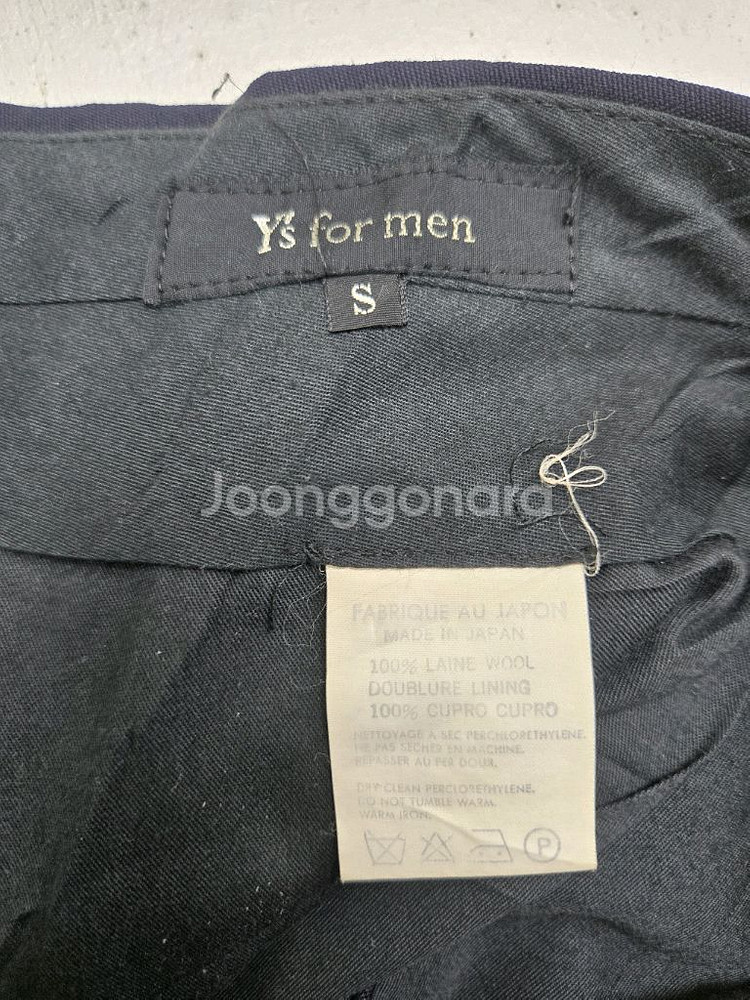 Y's for men
S
Joonggonara
FABRIQUE AU JAPON
MADE IN JAPAN
100% LAINE WOOL
DOUBLURE LINING
100% CUPRO CUPRO
NETTOYAGE A SEC PERCHLORETHYLENE.
NE PAS SECHER EN MACHINE.
REPASSER AU FER DOUX.
DRY CLEAN PERCLORETHYLENE.
DO NOT TUMBLE WARM.
WARM IRON.
P